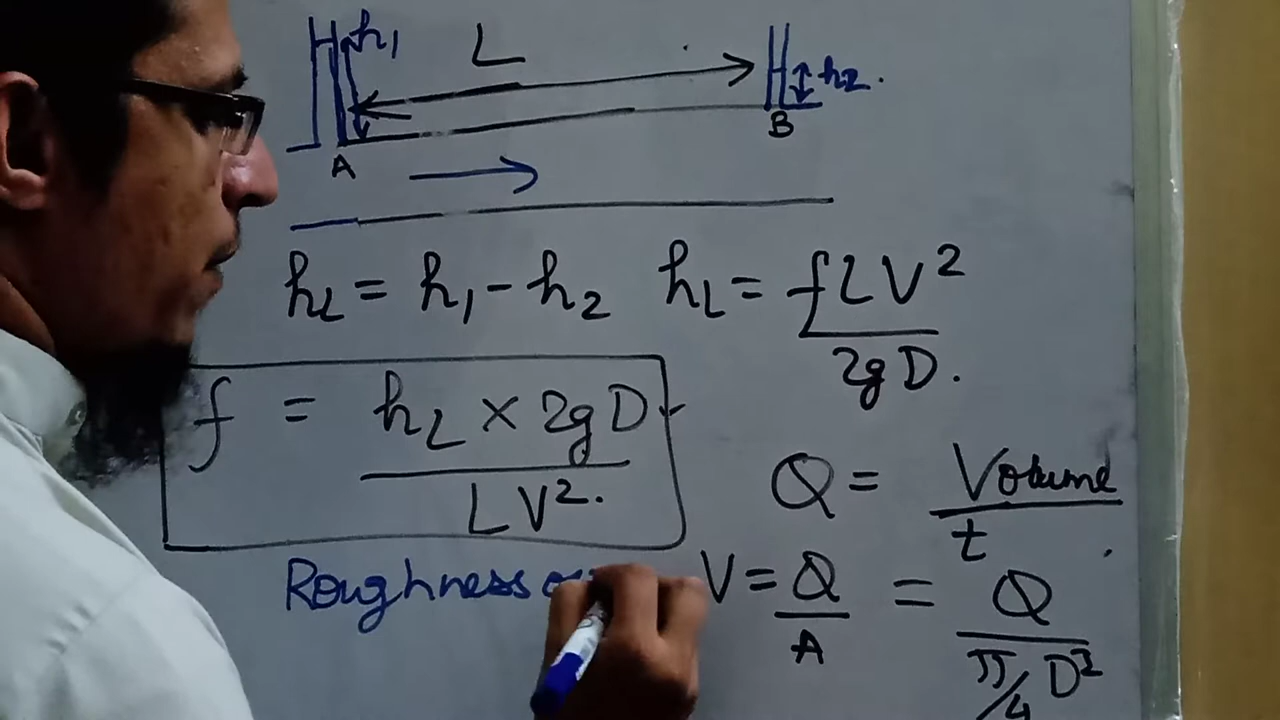 h1 L h2.
A B
hL = h1 - h2 hL = fLV²
2gD.
f = hL × 2gD
LV².
Q = Volume
t
Roughness V = Q = Q
A π/4 D²